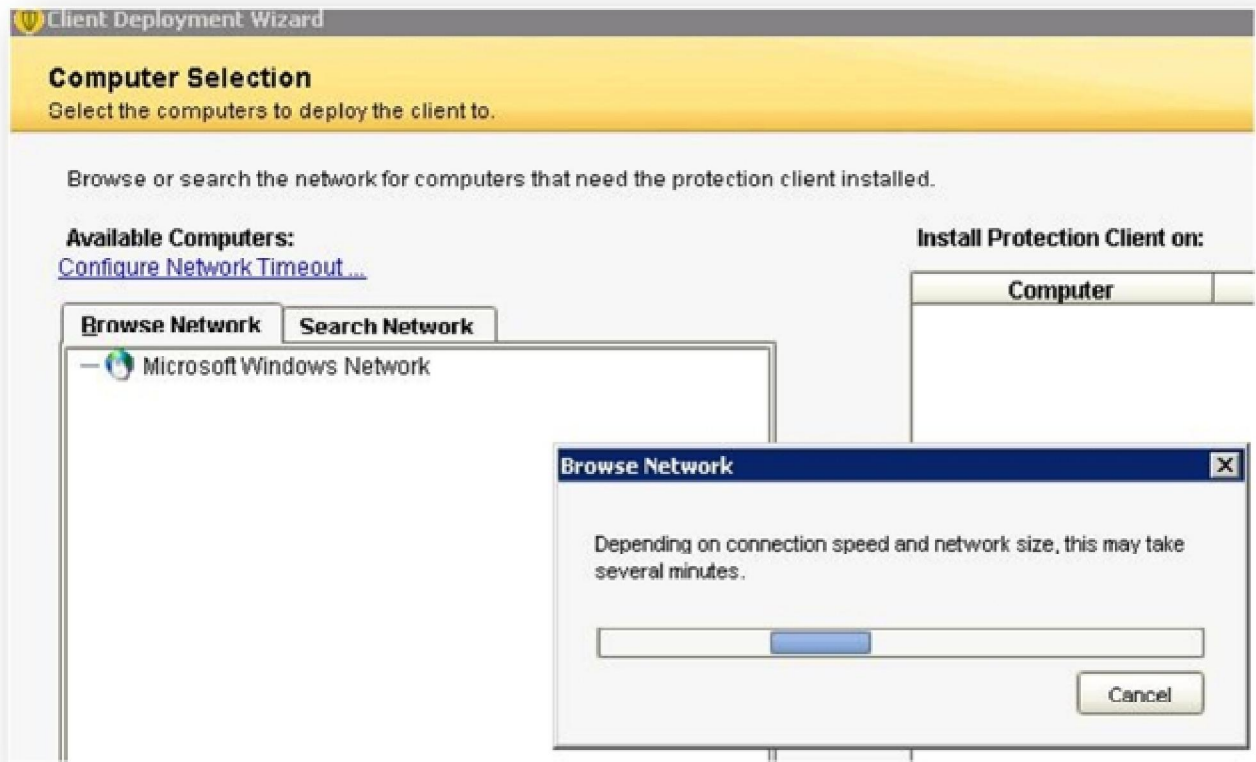 Client Deployment Wizard
Computer Selection
Select the computers to deploy the client to.
Browse or search the network for computers that need the protection client installed.
Available Computers:
Configure Network Timeout ...
Install Protection Client on:
Computer
Browse Network
Search Network
Microsoft Windows Network
Browse Network
Depending on connection speed and network size, this may take
several minutes.
Cancel